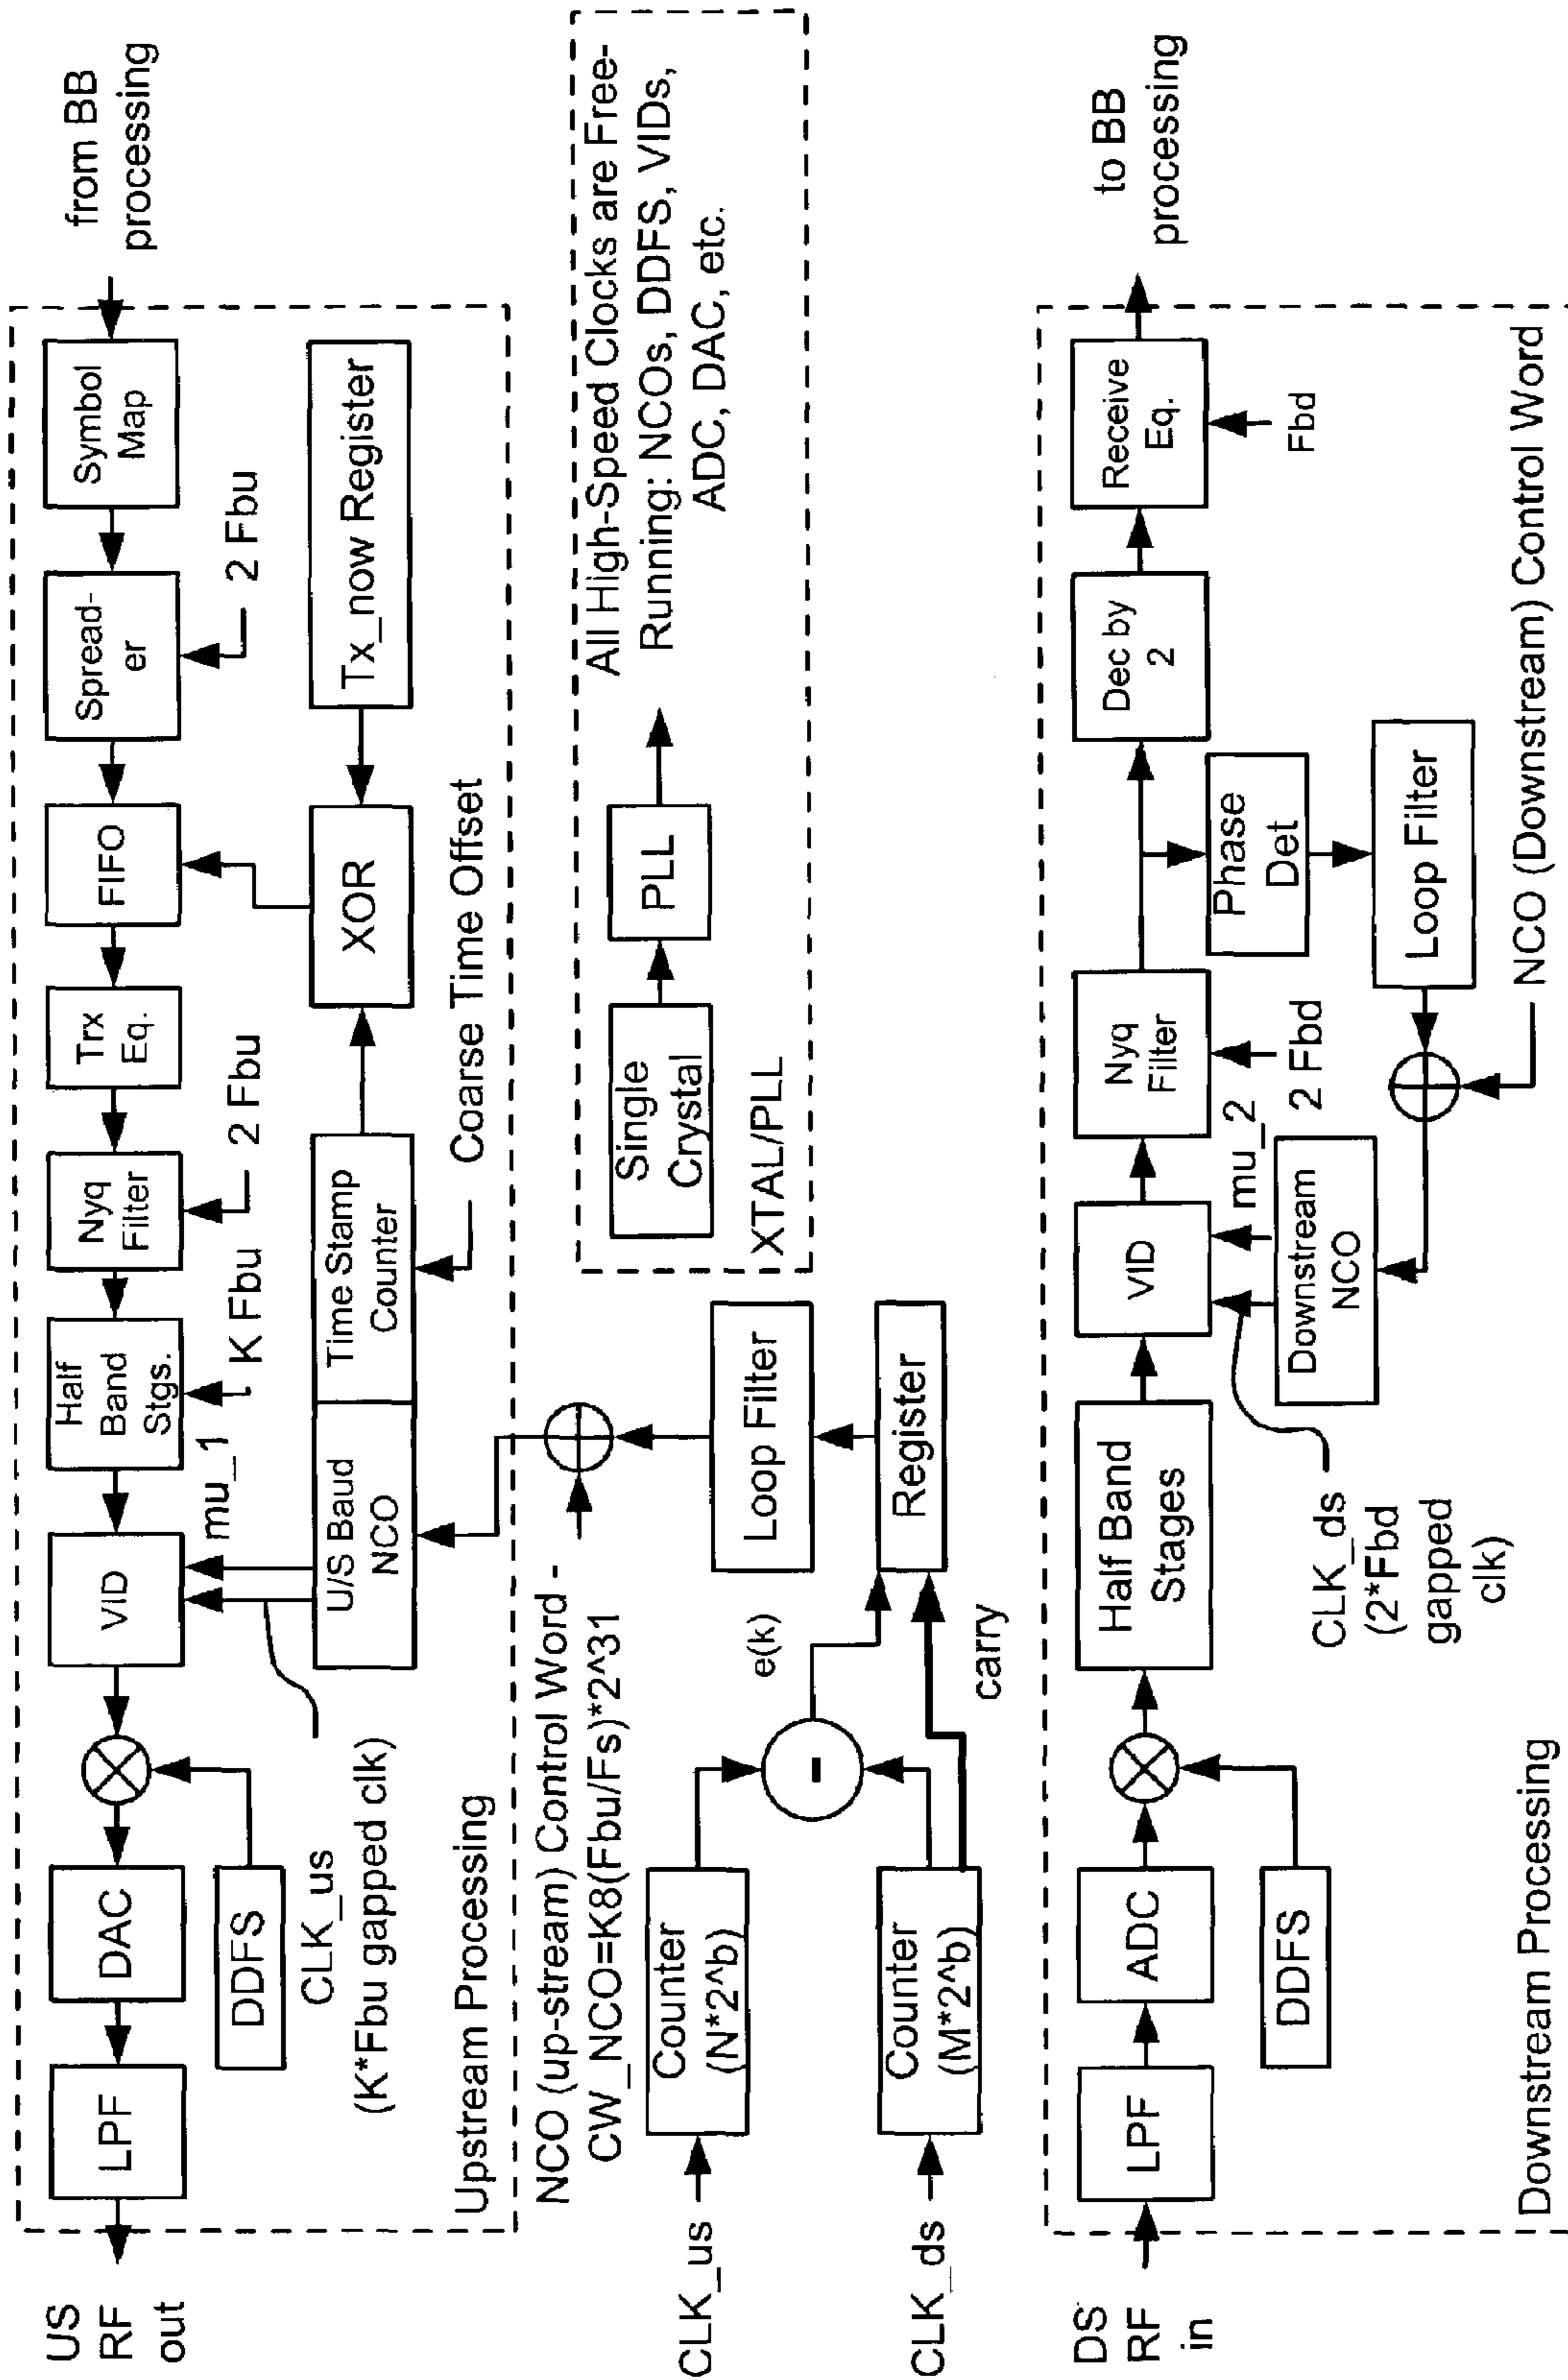 US
RF
out
LPF
DAC
DDFS
VID
Half
Band
Stgs.
Nyq
Filter
Trx
Eq.
FIFO
Spread-
er
Symbol
Map
from BB
processing
mu_1
K Fbu
2 Fbu
2 Fbu
CLK_us
(K*Fbu gapped clk)
U/S Baud
NCO
Time Stamp
Counter
XOR
Tx_now Register
Coarse Time Offset
Upstream Processing
NCO (up-stream) Control Word -
CW_NCO=K8(Fbu/Fs)*2^31
CLK_us
Counter
(N*2^b)
CLK_ds
Counter
(M*2^b)
-
e(k)
carry
Register
Loop Filter
Single
Crystal
PLL
XTAL/PLL
All High-Speed Clocks are Free-
Running: NCOs, DDFS, VIDs,
ADC, DAC, etc.
DS
RF
in
LPF
ADC
DDFS
Half Band
Stages
VID
Nyq
Filter
Dec by
2
Receive
Eq.
to BB
processing
mu_2
2 Fbd
Fbd
CLK_ds
(2*Fbd
gapped
clk)
Downstream
NCO
Phase
Det
Loop Filter
NCO (Downstream) Control Word
Downstream Processing